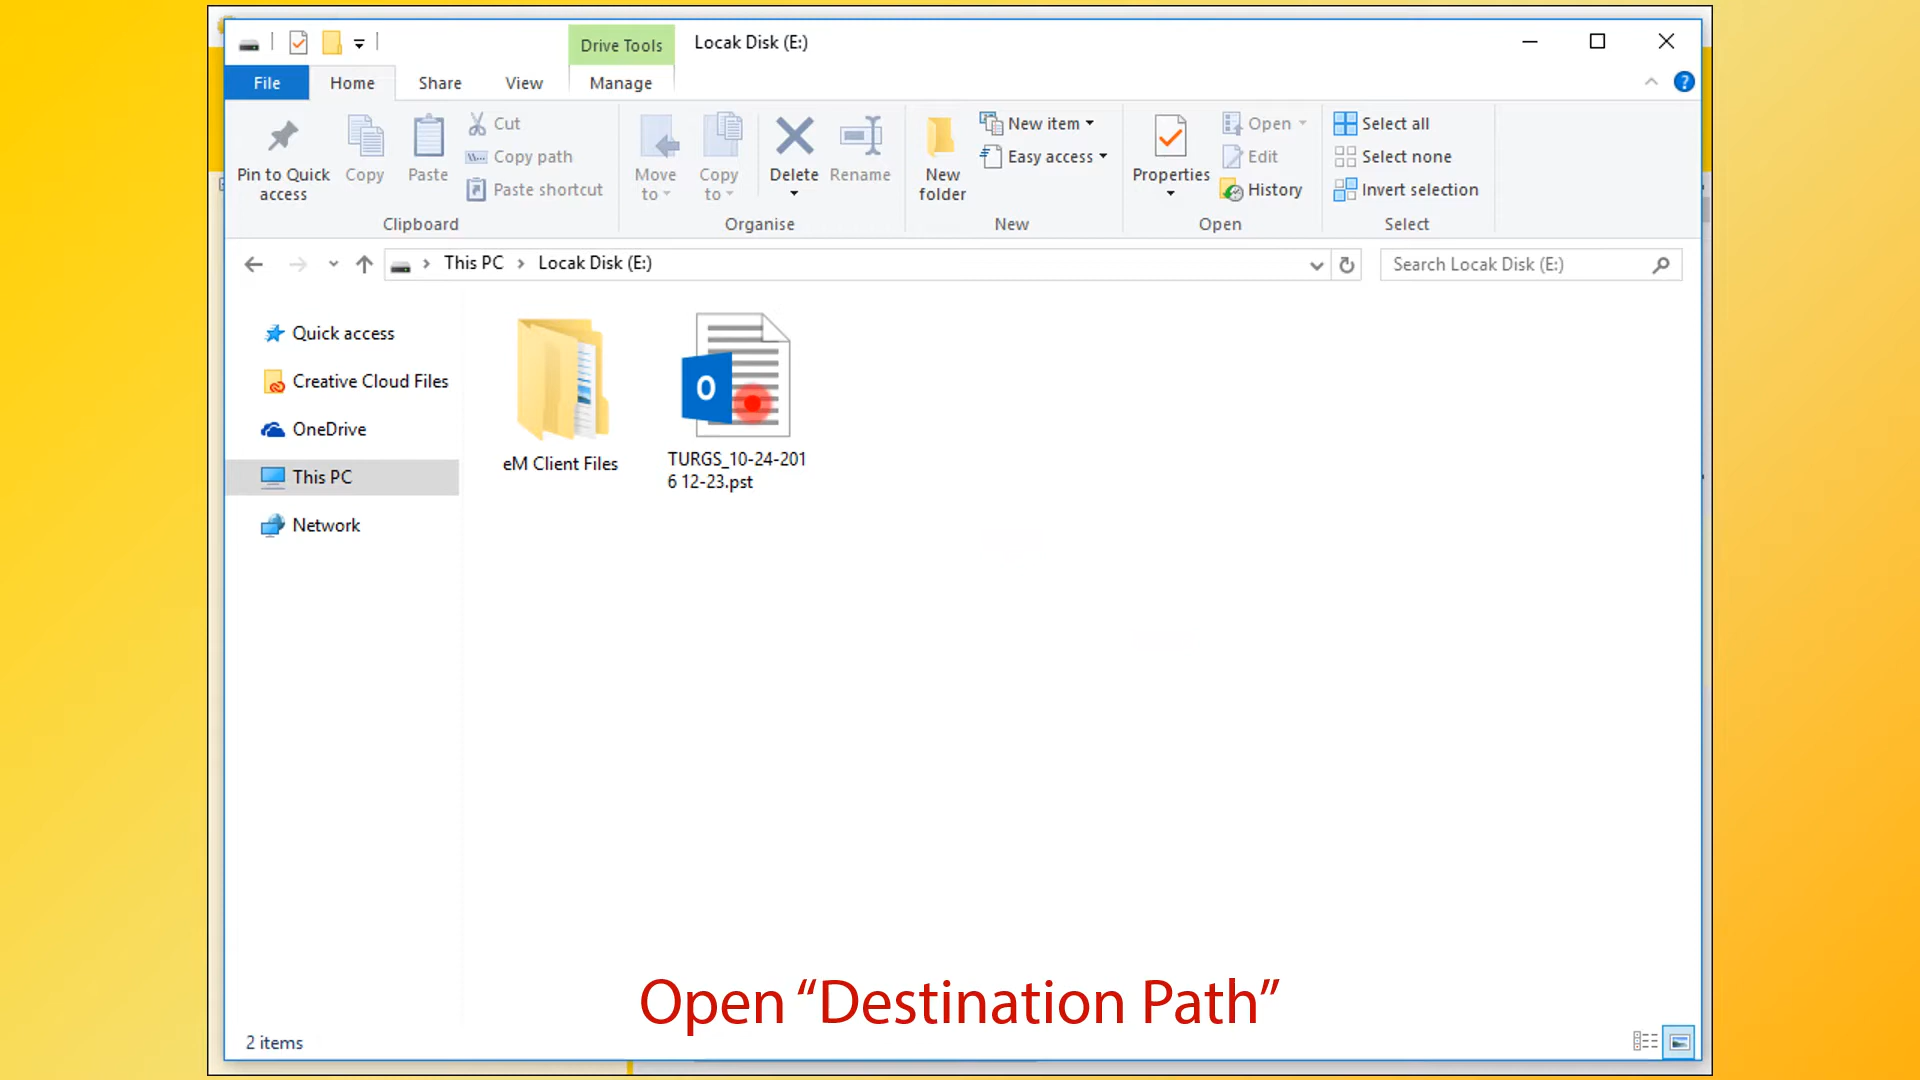 Drive Tools
Locak Disk (E:)
File
Home
Share
View
Manage
?
Pin to Quick access
Copy
Paste
Cut
Copy path
Paste shortcut
Clipboard
Move to
Copy to
Delete
Rename
Organise
New folder
New item
Easy access
New
Properties
Open
Edit
History
Open
Select all
Select none
Invert selection
Select
This PC
Locak Disk (E:)
Search Locak Disk (E:)
Quick access
Creative Cloud Files
OneDrive
This PC
Network
eM Client Files
O
TURGS_10-24-201
6 12-23.pst
Open “Destination Path”
2 items